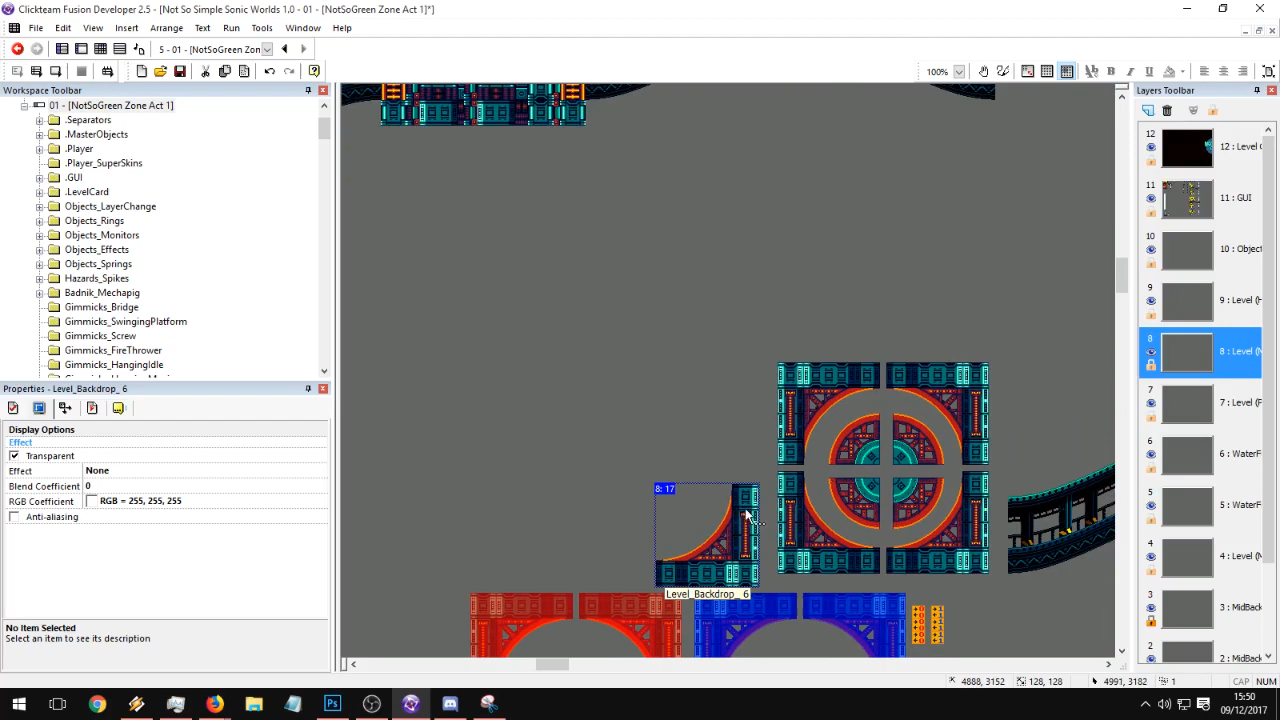 Clickteam Fusion Developer 2.5 - [Not So Simple Sonic Worlds 1.0 - 01 - [NotSoGreen Zone Act 1]*]
File Edit View Insert Arrange Text Run Tools Window Help
5 - 01 - [NotSoGreen Zon
100%
B I U
Workspace Toolbar
01 - [NotSoGreen Zone Act 1]
.Separators
.MasterObjects
.Player
.Player_SuperSkins
.GUI
.LevelCard
Objects_LayerChange
Objects_Rings
Objects_Monitors
Objects_Effects
Objects_Springs
Hazards_Spikes
Badnik_Mechapig
Gimmicks_Bridge
Gimmicks_SwingingPlatform
Gimmicks_Screw
Gimmicks_FireThrower
Gimmicks_HangingIdle
Properties - Level_Backdrop_ 6
Display Options
Effect
Transparent
Effect None
Blend Coefficient 0
RGB Coefficient RGB = 255, 255, 255
Anti-aliasing
No Item Selected
Select an item to see its description
8: 17
Level_Backdrop_ 6
Layers Toolbar
12 12 : Level (
11 11 : GUI
10 10 : Object
9 9 : Level (H
8 8 : Level (N
7 7 : Level (F
6 6 : WaterF
5 5 : WaterF
4 4 : Level (N
3 3 : MidBack
2 2 : MidBack
4888, 3152 128, 128 4991, 3182 1 CAP NUM
15:50
09/12/2017